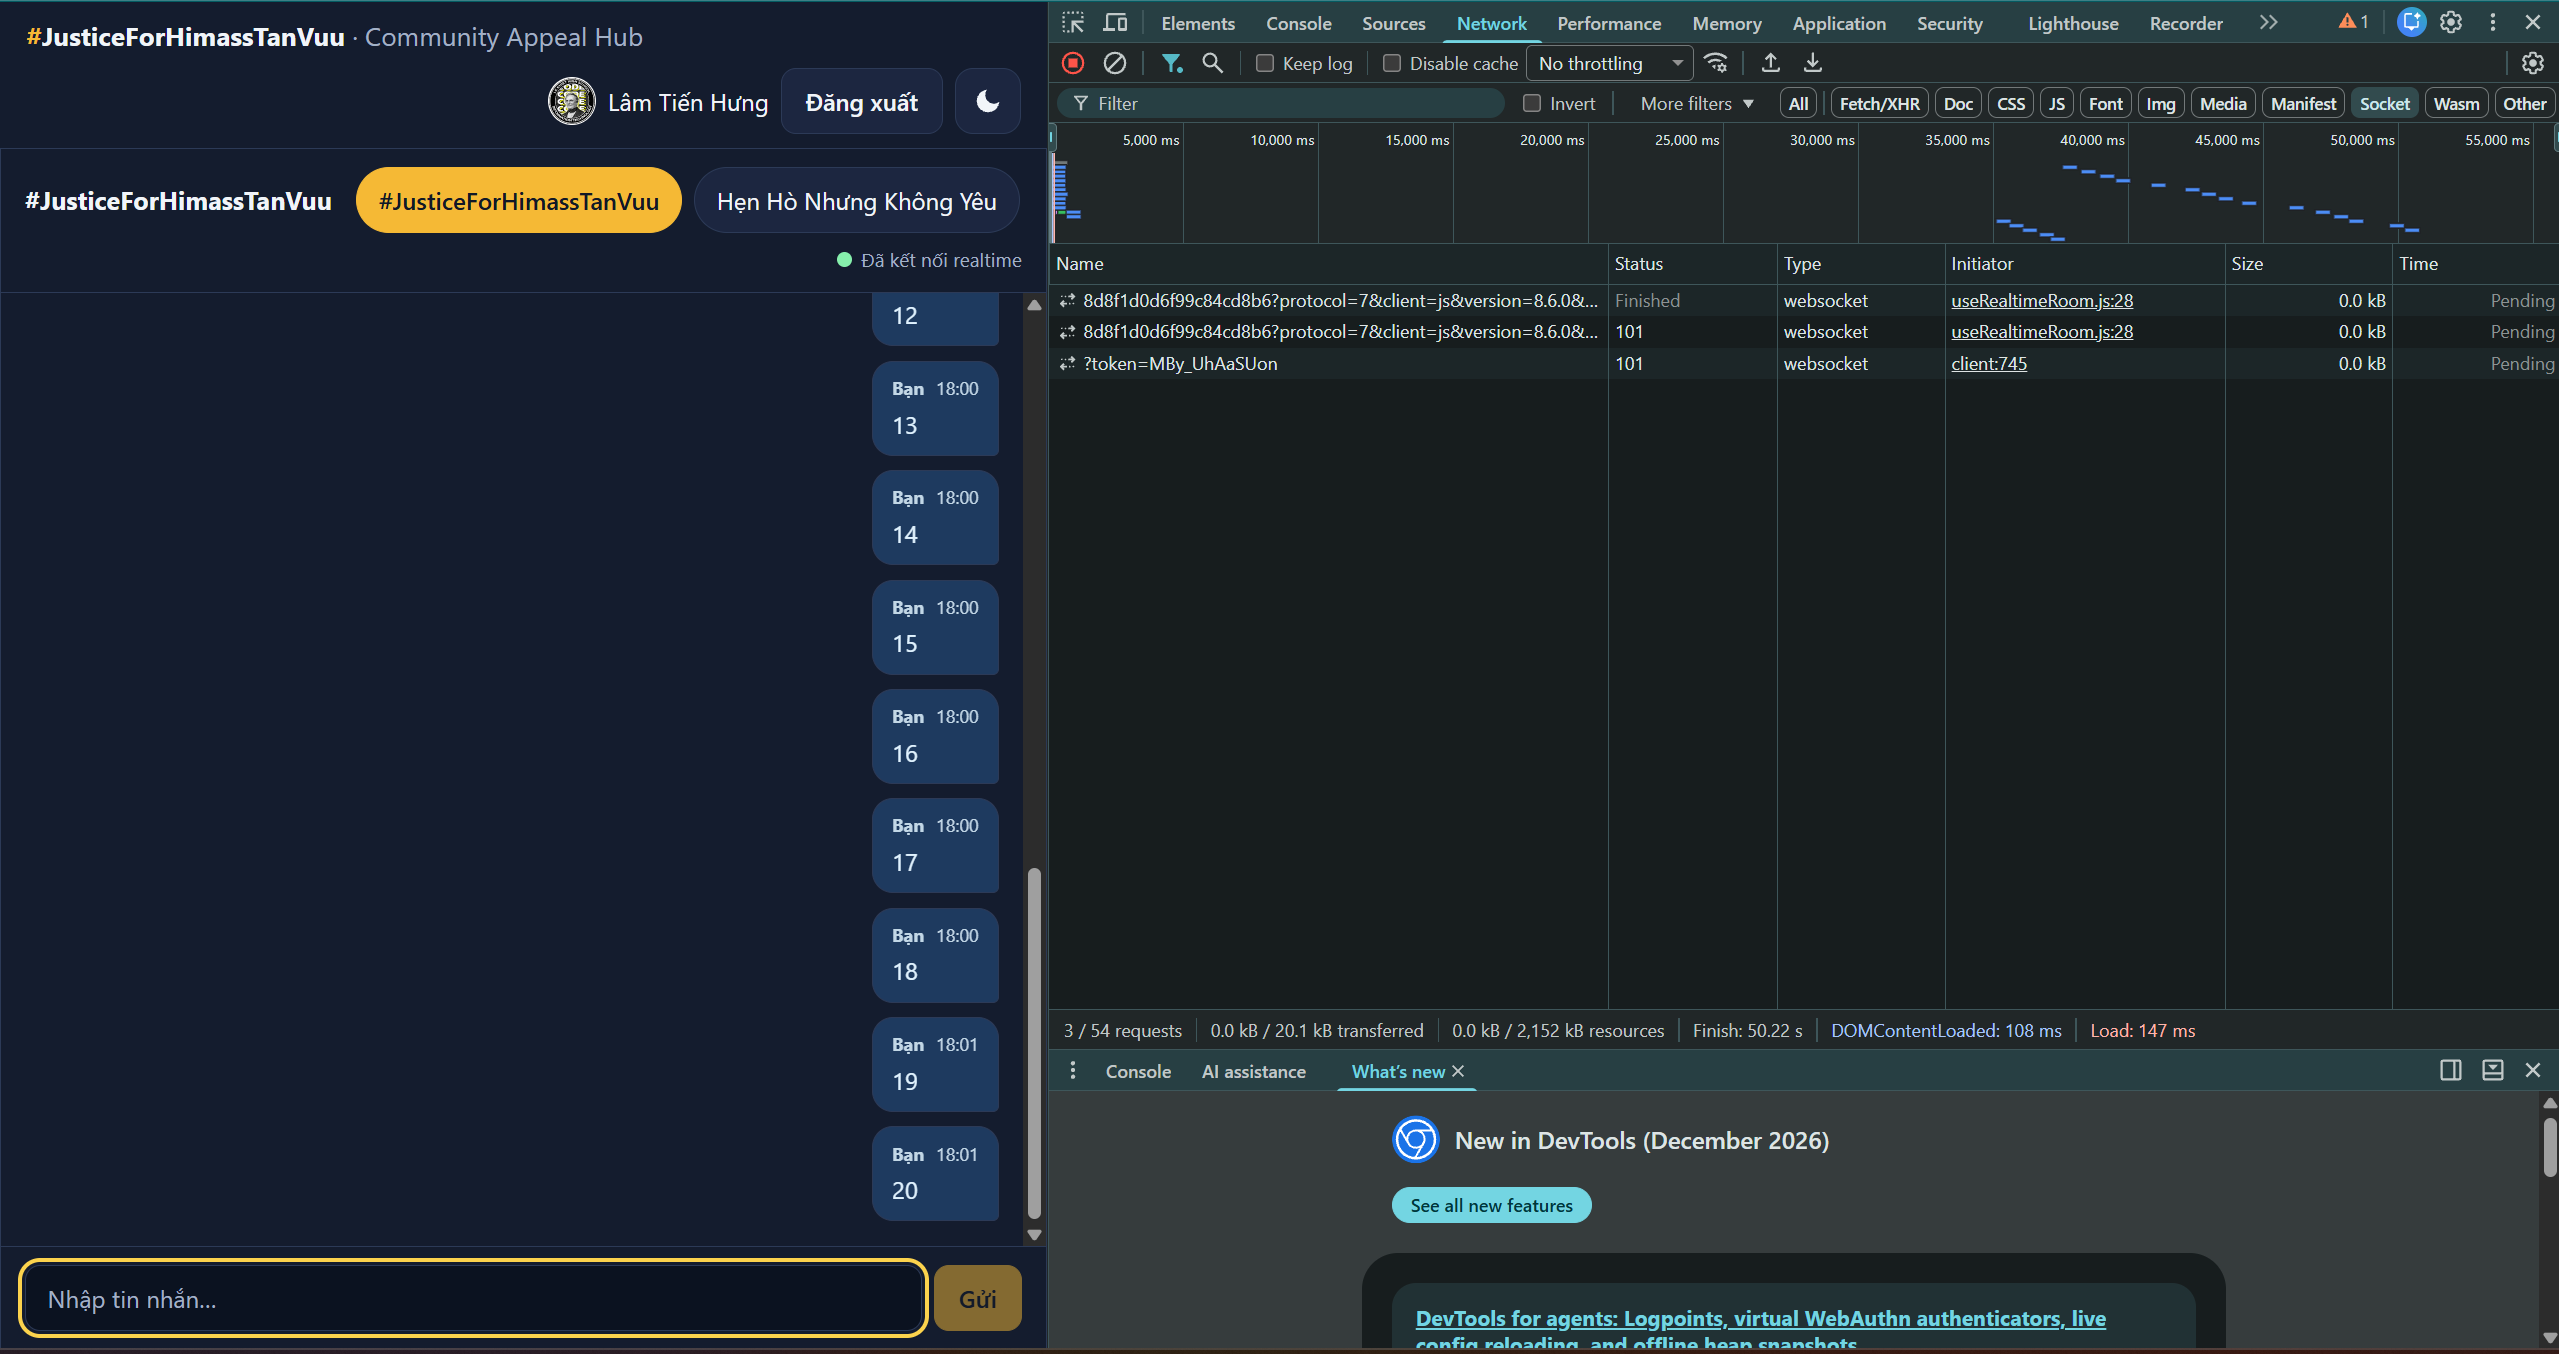 #JusticeForHimassTanVuu · Community Appeal Hub
Lâm Tiến Hưng
Đăng xuất
#JusticeForHimassTanVuu
#JusticeForHimassTanVuu
Hẹn Hò Nhưng Không Yêu
Đã kết nối realtime
12
Bạn 18:00
13
Bạn 18:00
14
Bạn 18:00
15
Bạn 18:00
16
Bạn 18:00
17
Bạn 18:00
18
Bạn 18:01
19
Bạn 18:01
20
Nhập tin nhắn...
Gửi
Elements Console Sources Network Performance Memory Application Security Lighthouse Recorder 1
Keep log Disable cache No throttling
Filter Invert More filters All Fetch/XHR Doc CSS JS Font Img Media Manifest Socket Wasm Other
5,000 ms 10,000 ms 15,000 ms 20,000 ms 25,000 ms 30,000 ms 35,000 ms 40,000 ms 45,000 ms 50,000 ms 55,000 ms
Name Status Type Initiator Size Time
8d8f1d0d6f99c84cd8b6?protocol=7&client=js&version=8.6.0&... Finished websocket useRealtimeRoom.js:28 0.0 kB Pending
8d8f1d0d6f99c84cd8b6?protocol=7&client=js&version=8.6.0&... 101 websocket useRealtimeRoom.js:28 0.0 kB Pending
?token=MBy_UhAaSUon 101 websocket client:745 0.0 kB Pending
3 / 54 requests 0.0 kB / 20.1 kB transferred 0.0 kB / 2,152 kB resources Finish: 50.22 s DOMContentLoaded: 108 ms Load: 147 ms
Console AI assistance What's new
New in DevTools (December 2026)
See all new features
DevTools for agents: Logpoints, virtual WebAuthn authenticators, live
config reloading, and offline heap snapshots